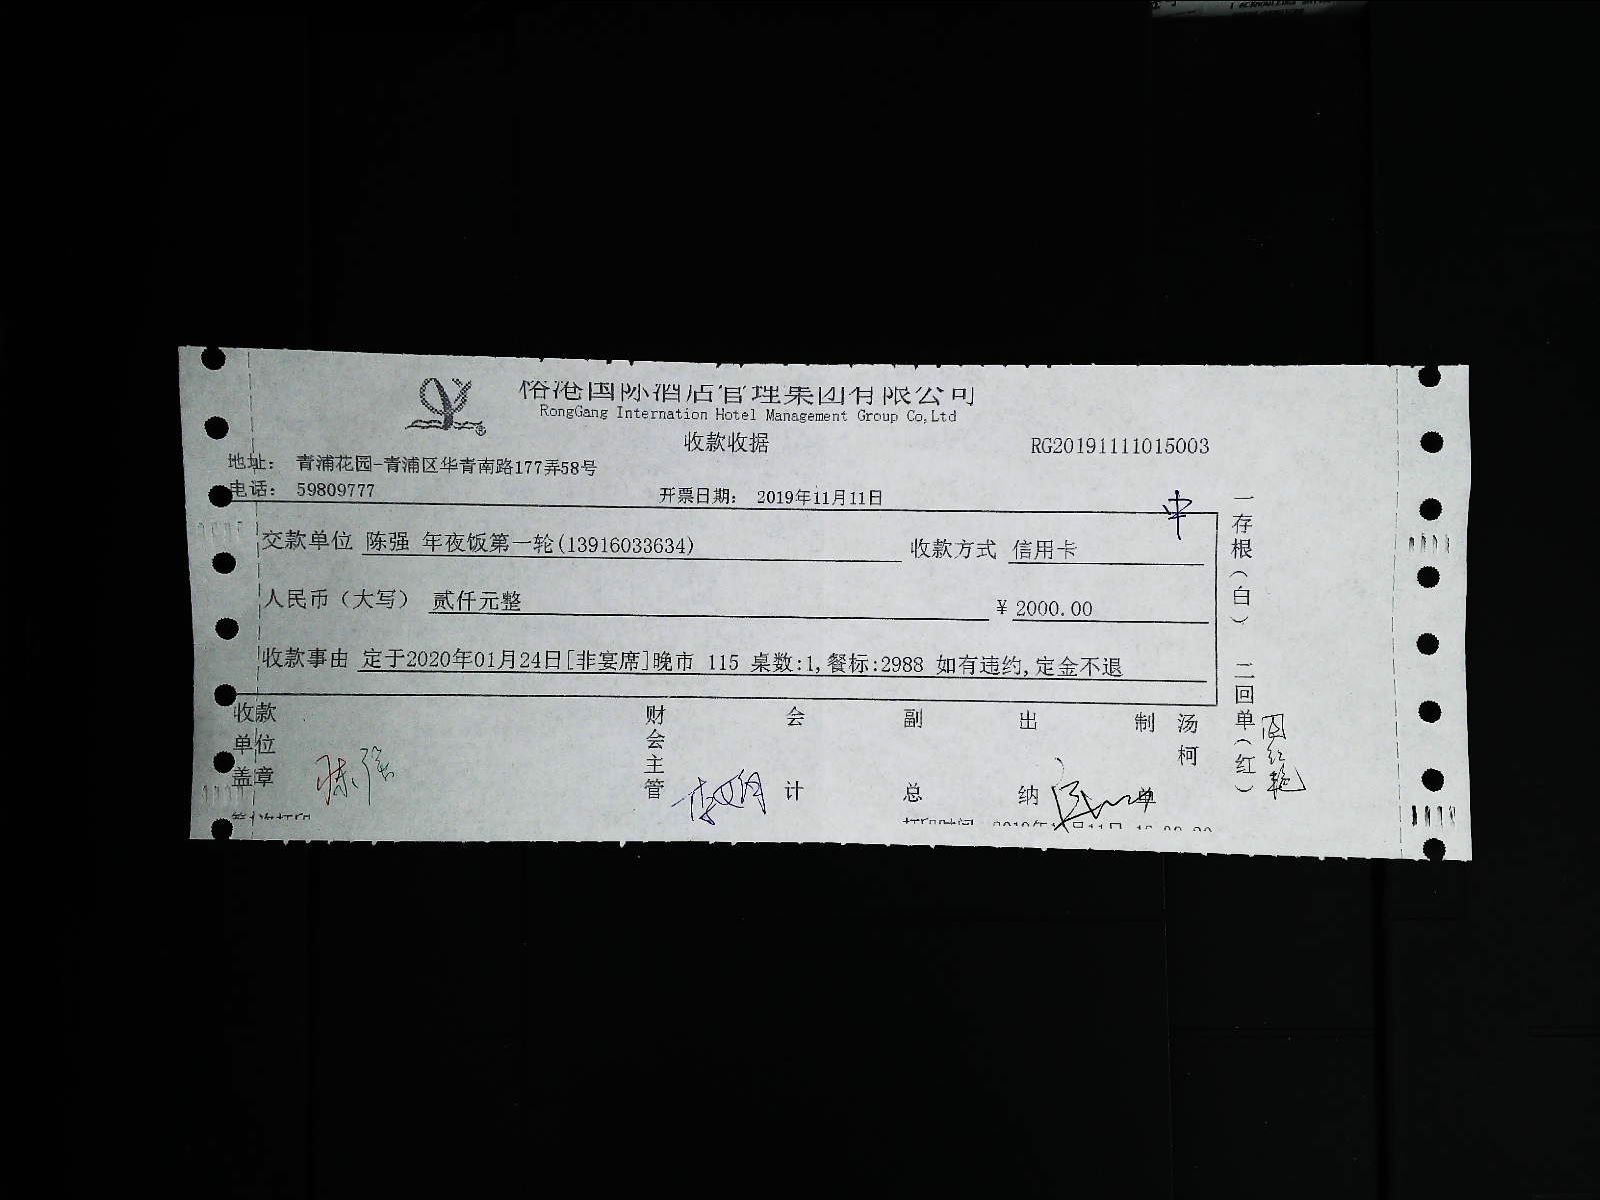 裕港国际酒店管理集团有限公司
RongGang Internation Hotel Management Group Co,Ltd
收款收据
RG20191111015003
地址： 青浦花园-青浦区华青南路177弄58号
电话： 59809777
开票日期： 2019年11月11日
交款单位 陈强 年夜饭第一轮(13916033634)
收款方式 信用卡
人民币（大写） 贰仟元整
¥ 2000.00
收款事由 定于2020年01月24日[非宴席]晚市 115 桌数:1,餐标:2988 如有违约,定金不退
收款单位盖章
陈强
财会主管
会计
副总
出纳
制单
汤柯
一存根（白） 二回单（红）